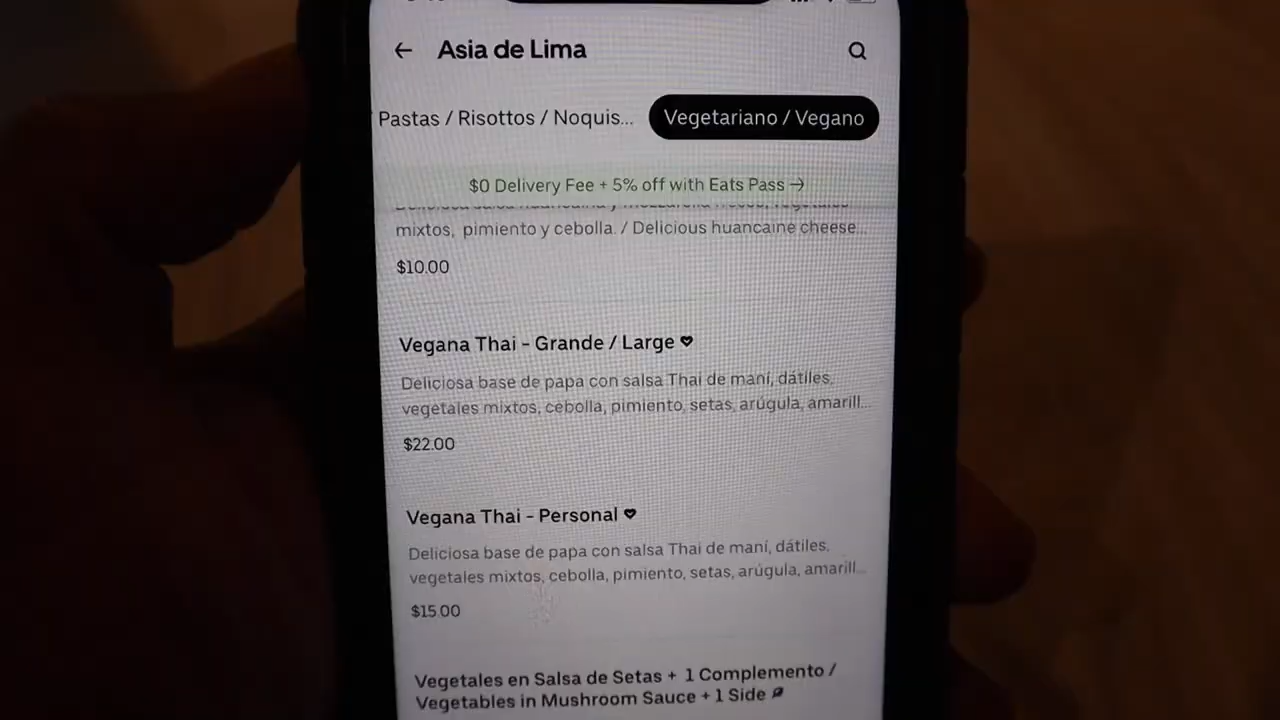 ← Asia de Lima
Pastas / Risottos / Noquis... Vegetariano / Vegano
$0 Delivery Fee + 5% off with Eats Pass →
mixtos, pimiento y cebolla. / Delicious huancaine cheese...
$10.00
Vegana Thai - Grande / Large
Deliciosa base de papa con salsa Thai de maní, dátiles,
vegetales mixtos, cebolla, pimiento, setas, arúgula, amarill...
$22.00
Vegana Thai - Personal
Deliciosa base de papa con salsa Thai de maní, dátiles,
vegetales mixtos, cebolla, pimiento, setas, arúgula, amarill...
$15.00
Vegetales en Salsa de Setas + 1 Complemento /
Vegetables in Mushroom Sauce + 1 Side